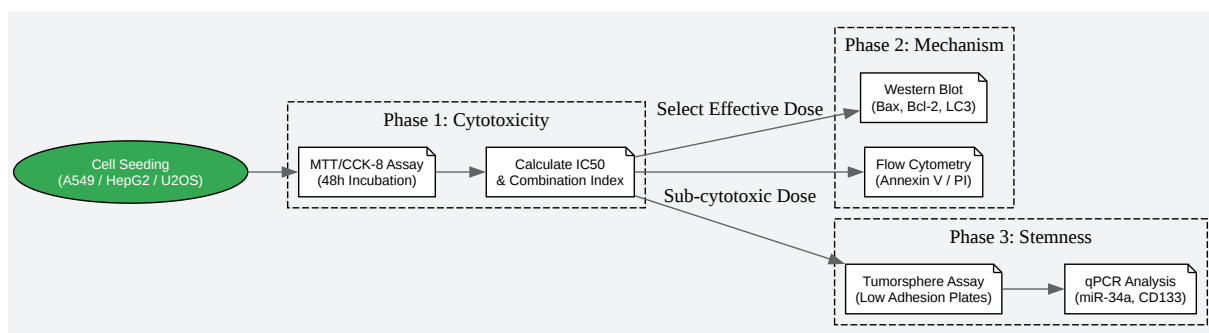 Cell Seeding
(A549 / HepG2 / U2OS)
Phase 1: Cytotoxicity
MTT/CCK-8 Assay
(48h Incubation)
Calculate IC50
& Combination Index
Select Effective Dose
Sub-cytotoxic Dose
Phase 2: Mechanism
Western Blot
(Bax, Bcl-2, LC3)
Flow Cytometry
(Annexin V / PI)
Phase 3: Stemness
Tumorsphere Assay
(Low Adhesion Plates)
qPCR Analysis
(miR-34a, CD133)